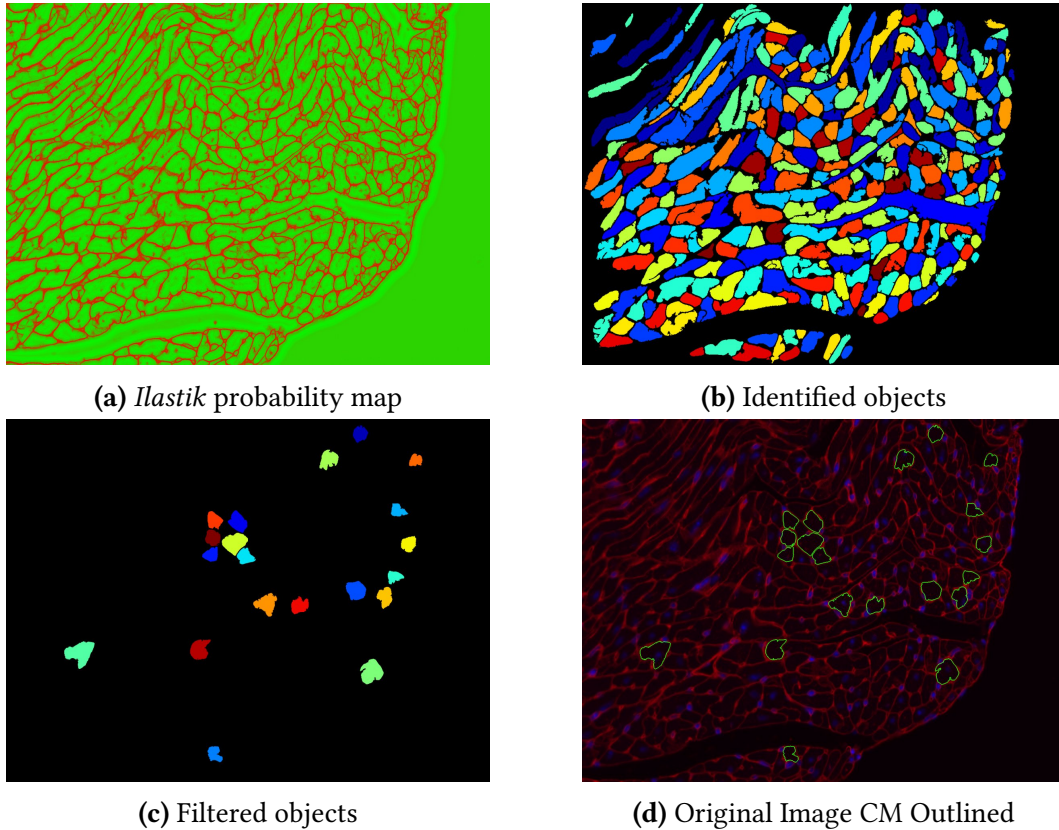 (a) Ilastik probability map
(b) Identified objects
(c) Filtered objects
(d) Original Image CM Outlined